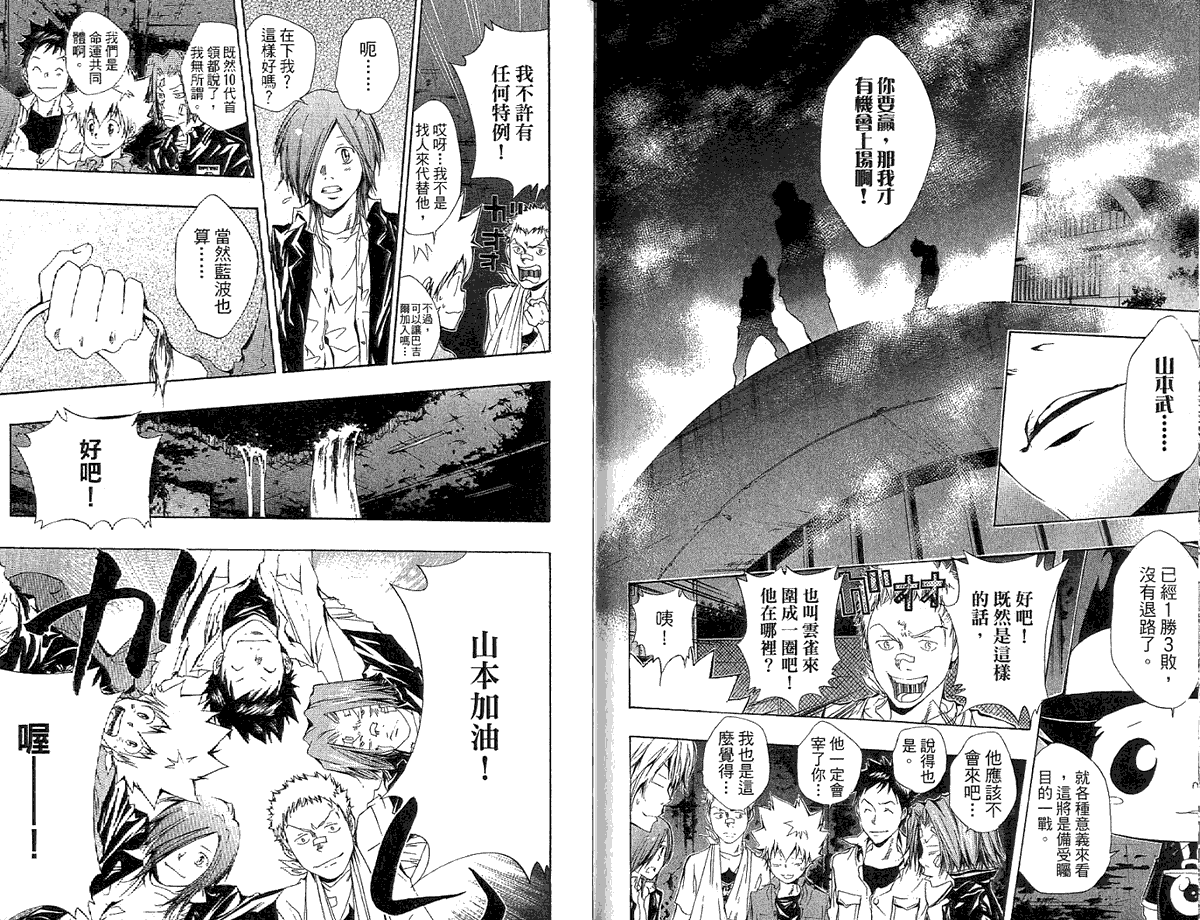 你要贏，那我才
有機會上場啊！
山本武……
已經1勝3敗，
沒有退路了。
就各種意義來看
，這將是備受矚
目的一戰。
好吧！
既然是這樣
的話，
ガオオ
也叫雲雀來
圍成一圈吧！
他在哪裡？
咦！
他應該不
會來吧…
說得也
是。
他一定會
宰了你…
我也是這
麼覺得…
我不許有
任何特例！
ガオオ
哎呀…我不是
找人來代替他，
不過，
可以讓巴吉
爾加入嗎…
呃……
在下我？
這樣好嗎？
既然10代首
領都說了，
我無所謂。
我們是
命運共同
體啊。
當然藍波也
算……
好吧！
山本加油！
喔──！